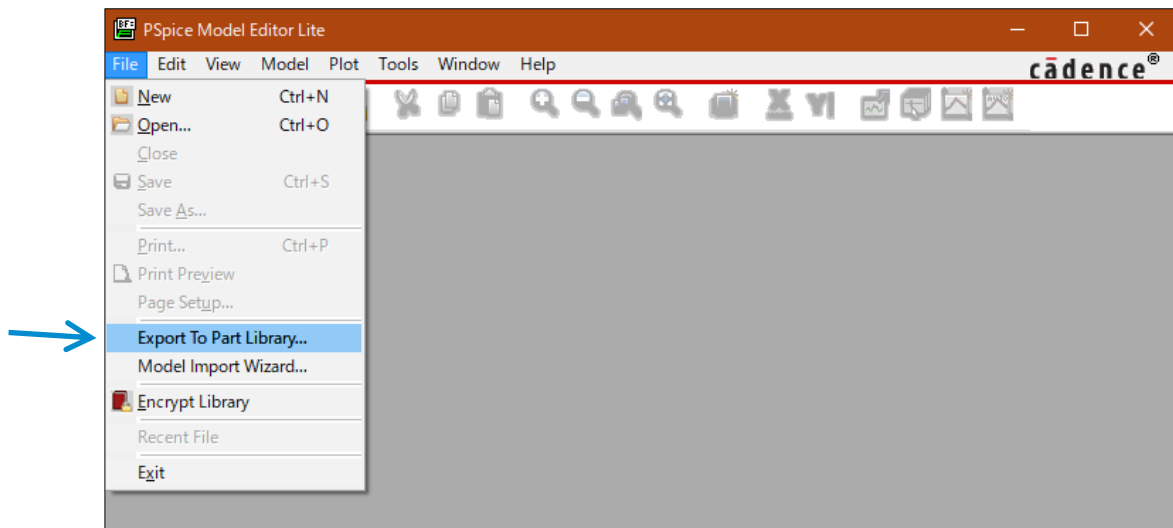 PSpice Model Editor Lite
File Edit View Model Plot Tools Window Help
cādence®
New Ctrl+N
Open... Ctrl+O
Close
Save Ctrl+S
Save As...
Print... Ctrl+P
Print Preview
Page Setup...
Export To Part Library...
Model Import Wizard...
Encrypt Library
Recent File
Exit